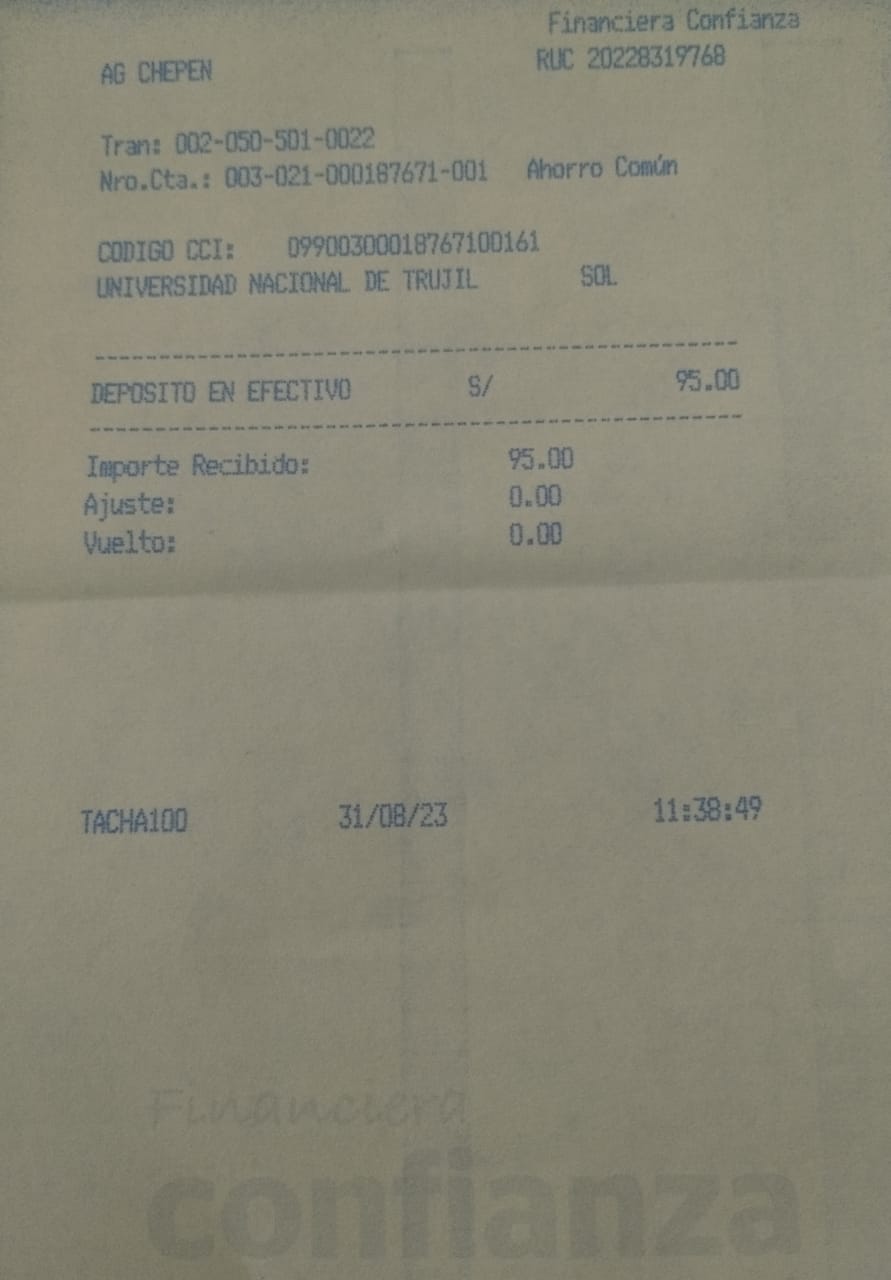 Financiera Confianza
AG CHEPEN RUC 20228319768
Tran: 002-050-501-0022
Nro.Cta.: 003-021-000187671-001 Ahorro Común
CODIGO CCI: 09900300018767100161
UNIVERSIDAD NACIONAL DE TRUJIL SOL
DEPOSITO EN EFECTIVO S/ 95.00
Importe Recibido: 95.00
Ajuste: 0.00
Vuelto: 0.00
TACHA100 31/08/23 11:38:49
Financiera
confianza